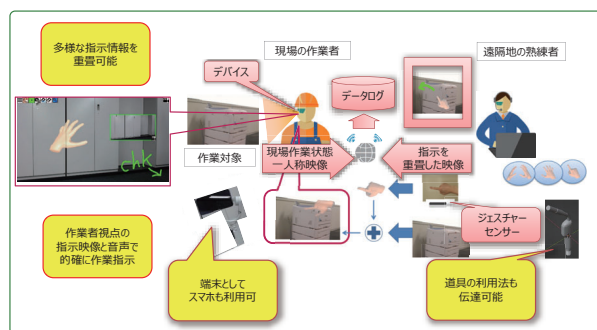 多様な指示情報を
重畳可能
現場の作業者
遠隔地の熟練者
デバイス
データログ
chk
作業対象
現場作業状態
一人称映像
指示を
重畳した映像
ジェスチャー
センサー
作業者視点の
指示映像と音声で
的確に作業指示
端末として
スマホも利用可
道具の利用法も
伝達可能